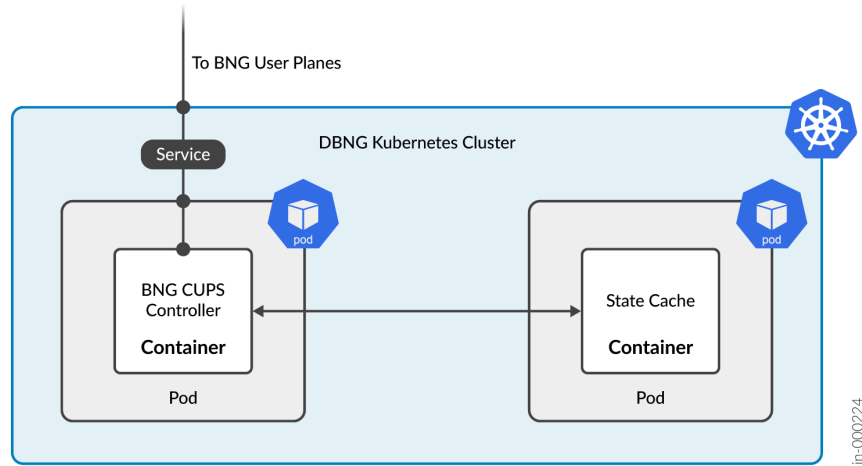 To BNG User Planes
DBNG Kubernetes Cluster
Service
pod
pod
BNG CUPS
Controller
Container
State Cache
Container
Pod
Pod
jn-000224